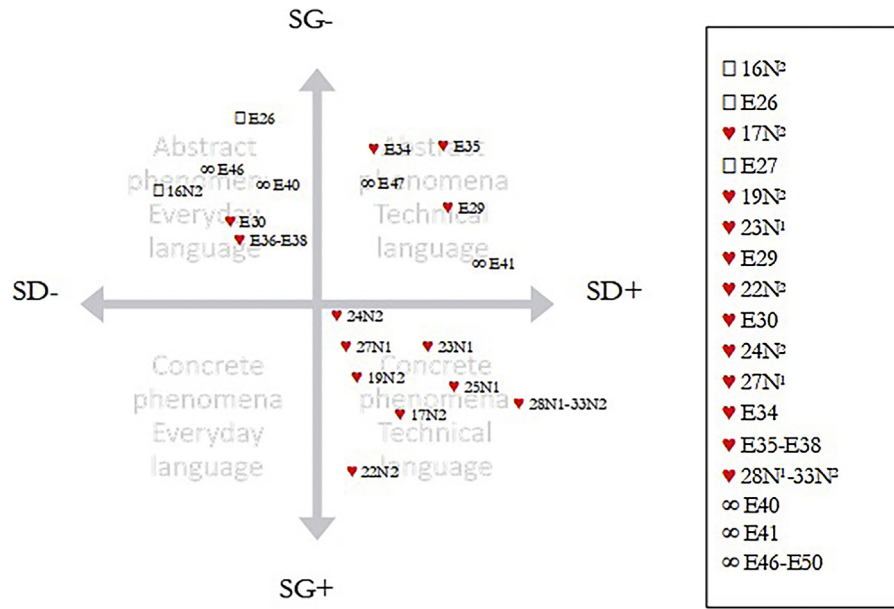 SG-
□ E26
Abstract
phenomena
Everyday
language
∞ E46
∞ E40
□ 16N2
♥ E30
♥ E36-E38
Abstract
phenomena
Technical
language
♥ E34
♥ E35
∞ E47
♥ E29
∞ E41
SD-
SD+
Concrete
phenomena
Everyday
language
Concrete
phenomena
Technical
language
♥ 24N2
♥ 27N1
♥ 23N1
♥ 19N2
♥ 25N1
♥ 28N1-33N2
♥ 17N2
♥ 22N2
SG+
□ 16N²
□ E26
♥ 17N²
□ E27
♥ 19N²
♥ 23N¹
♥ E29
♥ 22N²
♥ E30
♥ 24N²
♥ 27N¹
♥ E34
♥ E35-E38
♥ 28N¹-33N²
∞ E40
∞ E41
∞ E46-E50